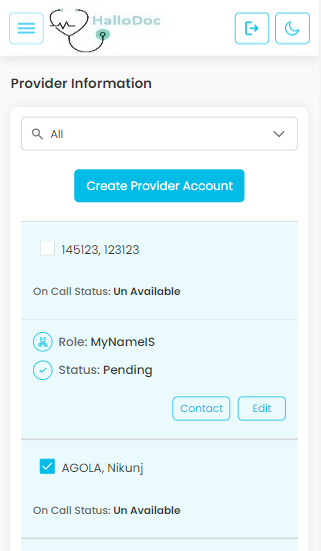 HalloDoc
Provider Information
All
Create Provider Account
145123, 123123
On Call Status: Un Available
Role: MyNameIS
Status: Pending
Contact Edit
AGOLA, Nikunj
On Call Status: Un Available